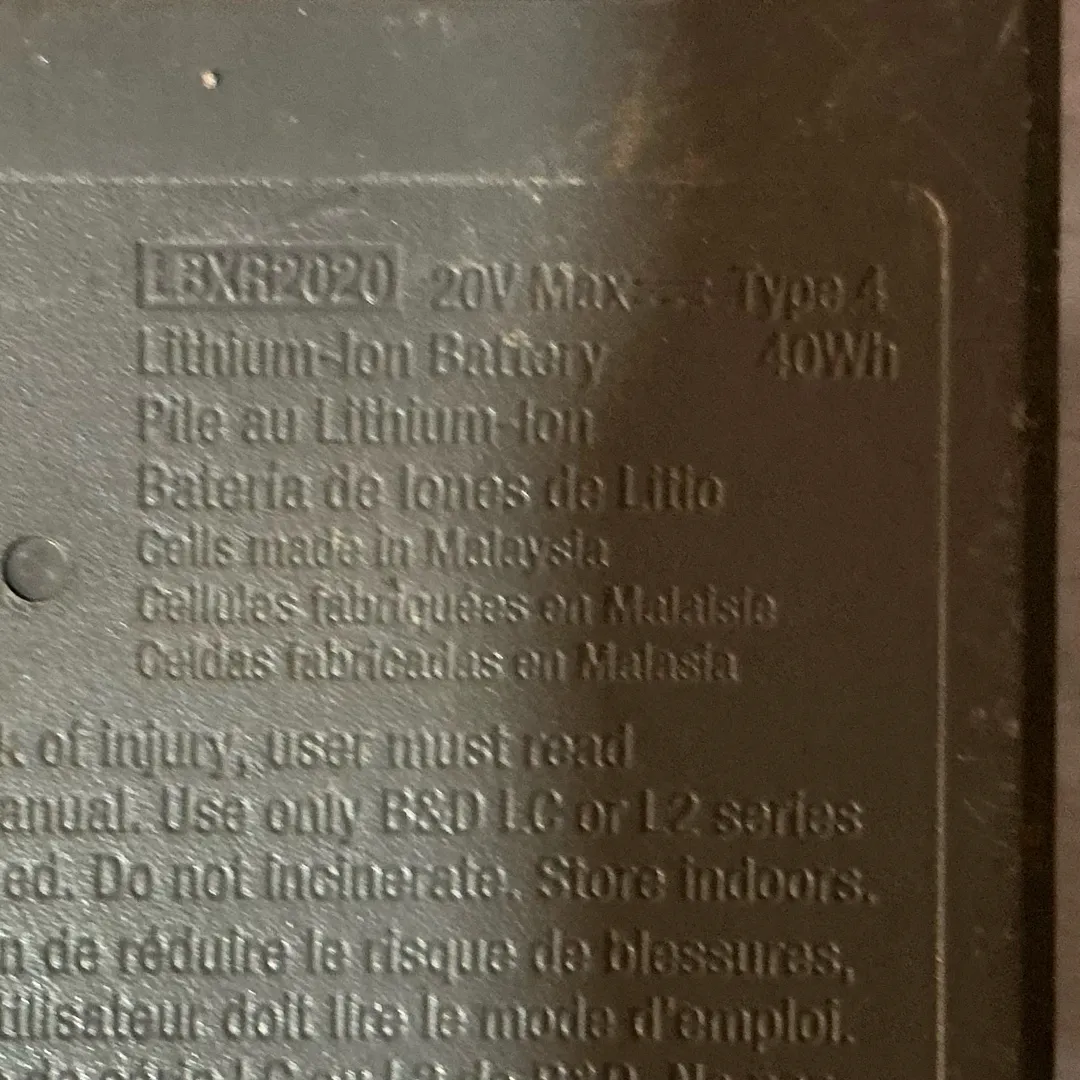 LBXR2020 20V Max ⎓ Type 4
Lithium-Ion Battery 40Wh
Pile au Lithium-Ion
Batería de Iones de Litio
Cells made in Malaysia
Cellules fabriquées en Malaisie
Celdas fabricadas en Malasia
of injury, user must read
anual. Use only B&D LC or L2 series
ed. Do not incinerate. Store indoors.
n de réduire le risque de blessures,
tilisateur doit lire le mode d'emploi.